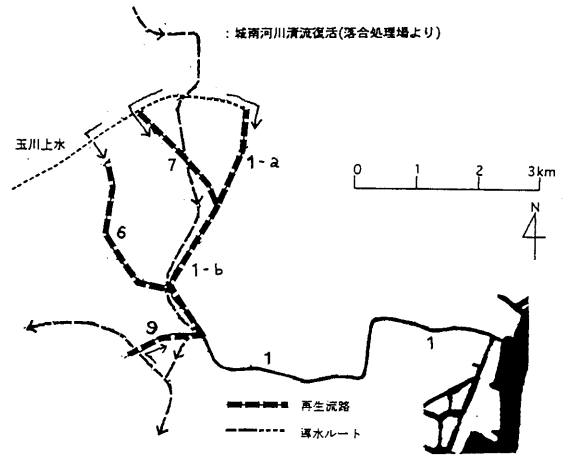 ：城南河川清流復活(落合処理場より)
玉川上水
7
1-a
0 1 2 3km
N
6
1-b
9
1
1
再生流路
導水ルート